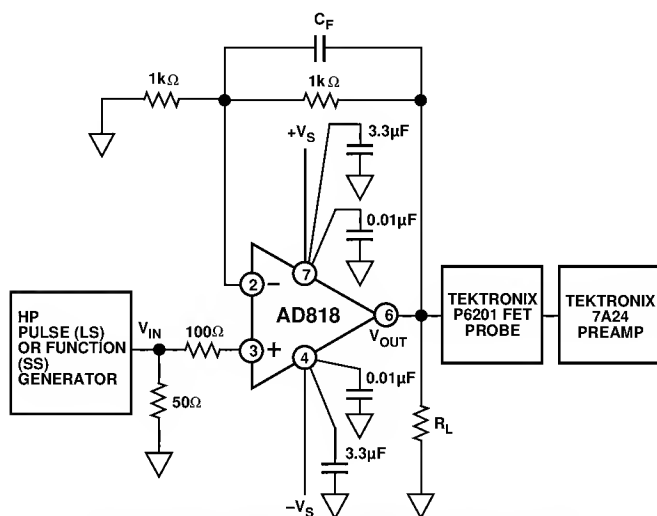 C_F
1kΩ
1kΩ
+V_S
3.3µF
0.01µF
2
−
7
HP
PULSE (LS)
OR FUNCTION
(SS)
GENERATOR
V_IN
100Ω
3
+
AD818
6
V_OUT
4
TEKTRONIX
P6201 FET
PROBE
TEKTRONIX
7A24
PREAMP
50Ω
0.01µF
3.3µF
R_L
−V_S